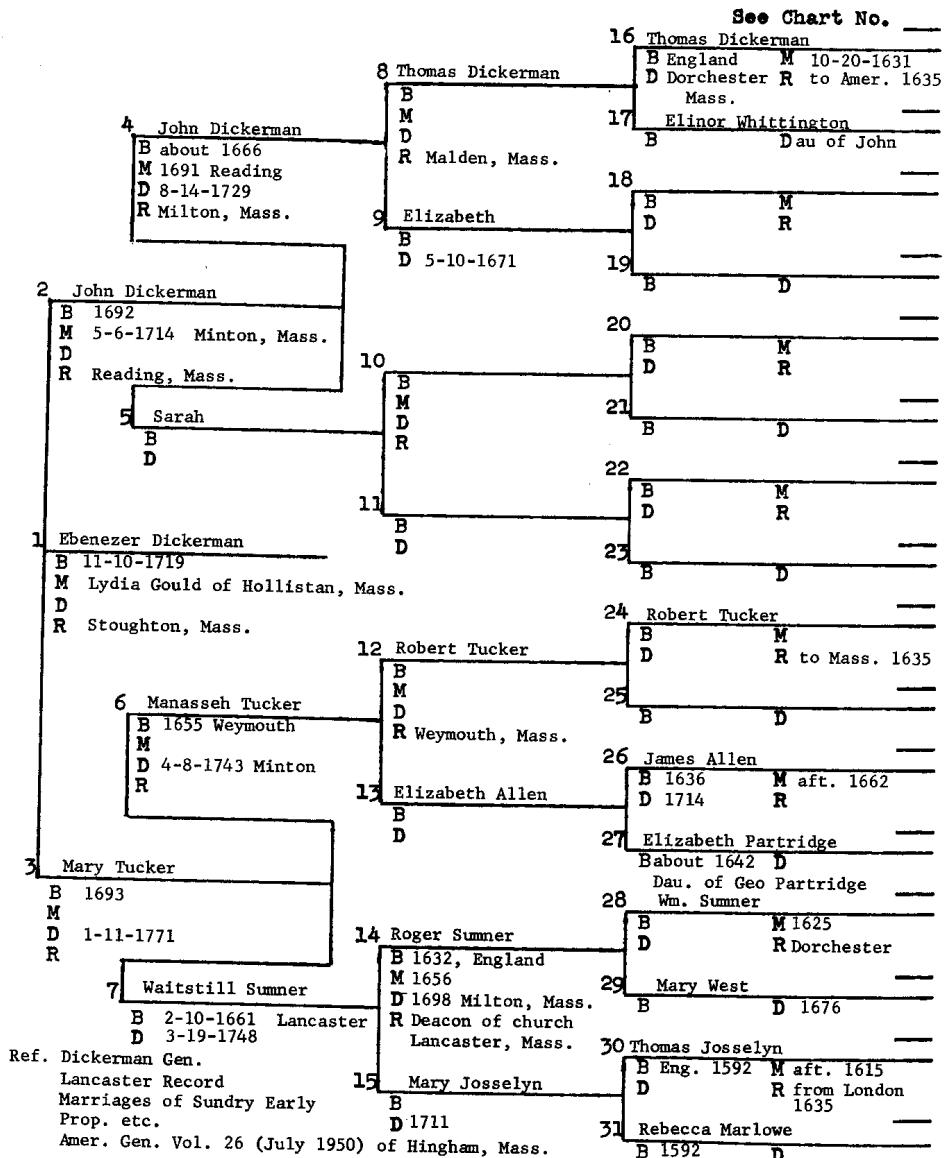 See Chart No.
16 Thomas Dickerman
B England M 10-20-1631
D Dorchester R to Amer. 1635
Mass.
17 Elinor Whittington
B D au of John
8 Thomas Dickerman
B
M
D
R Malden, Mass.
4 John Dickerman
B about 1666
M 1691 Reading
D 8-14-1729
R Milton, Mass.
9 Elizabeth
B
D 5-10-1671
18
B M
D R
19
B D
2 John Dickerman
B 1692
M 5-6-1714 Minton, Mass.
D
R Reading, Mass.
5 Sarah
B
D
10
B
M
D
R
11
B
D
20
B M
D R
21
B D
22
B M
D R
23
B D
1 Ebenezer Dickerman
B 11-10-1719
M Lydia Gould of Hollistan, Mass.
D
R Stoughton, Mass.
24 Robert Tucker
B M
D R to Mass. 1635
25
B D
12 Robert Tucker
B
M
D
R Weymouth, Mass.
6 Manasseh Tucker
B 1655 Weymouth
M
D 4-8-1743 Minton
R
13 Elizabeth Allen
B
D
26 James Allen
B 1636 M aft. 1662
D 1714 R
27 Elizabeth Partridge
B about 1642 D
Dau. of Geo Partridge
3 Mary Tucker
B 1693
M
D 1-11-1771
R
28 Wm. Sumner
B M 1625
D R Dorchester
29 Mary West
B D 1676
14 Roger Sumner
B 1632, England
M 1656
D 1698 Milton, Mass.
R Deacon of church
Lancaster, Mass.
7 Waitstill Sumner
B 2-10-1661 Lancaster
D 3-19-1748
15 Mary Josselyn
B
D 1711
30 Thomas Josselyn
B Eng. 1592 M aft. 1615
D R from London
1635
31 Rebecca Marlowe
B 1592 D
Ref. Dickerman Gen.
Lancaster Record
Marriages of Sundry Early
Prop. etc.
Amer. Gen. Vol. 26 (July 1950) of Hingham, Mass.